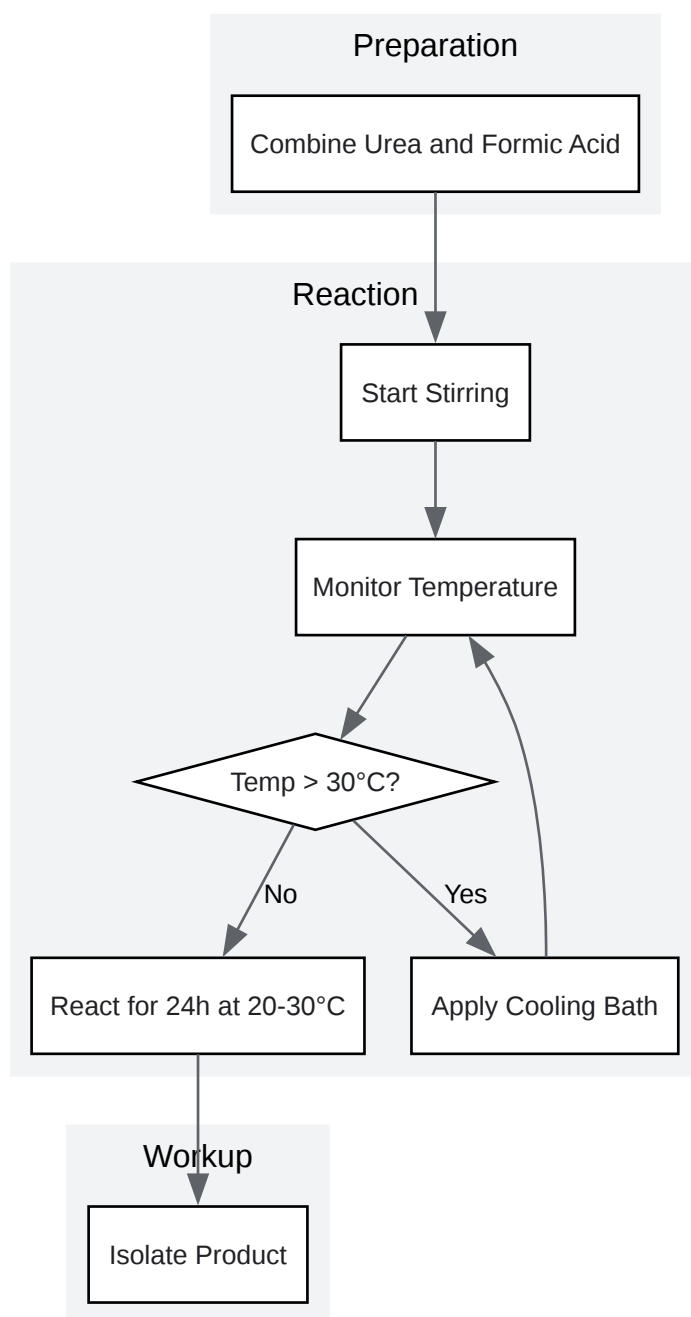 Preparation
Combine Urea and Formic Acid
Reaction
Start Stirring
Monitor Temperature
Temp > 30°C?
No
Yes
React for 24h at 20-30°C
Apply Cooling Bath
Workup
Isolate Product